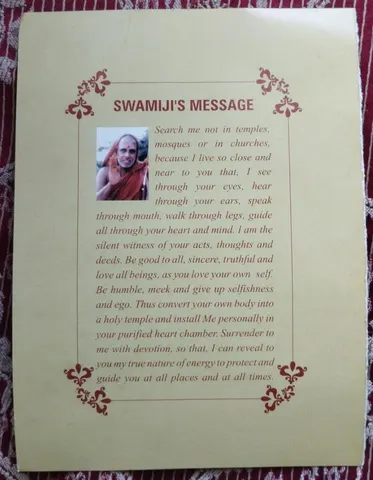 SWAMIJI'S MESSAGE
Search me not in temples,
mosques or in churches,
because I live so close and
near to you that, I see
through your eyes, hear
through your ears, speak
through mouth, walk through legs, guide
all through your heart and mind. I am the
silent witness of your acts, thoughts and
deeds. Be good to all, sincere, truthful and
love all beings, as you love your own self.
Be humble, meek and give up selfishness
and ego. Thus convert your own body into
a holy temple and install Me personally in
your purified heart chamber. Surrender to
me with devotion, so that, I can reveal to
you my true nature of energy to protect and
guide you at all places and at all times.